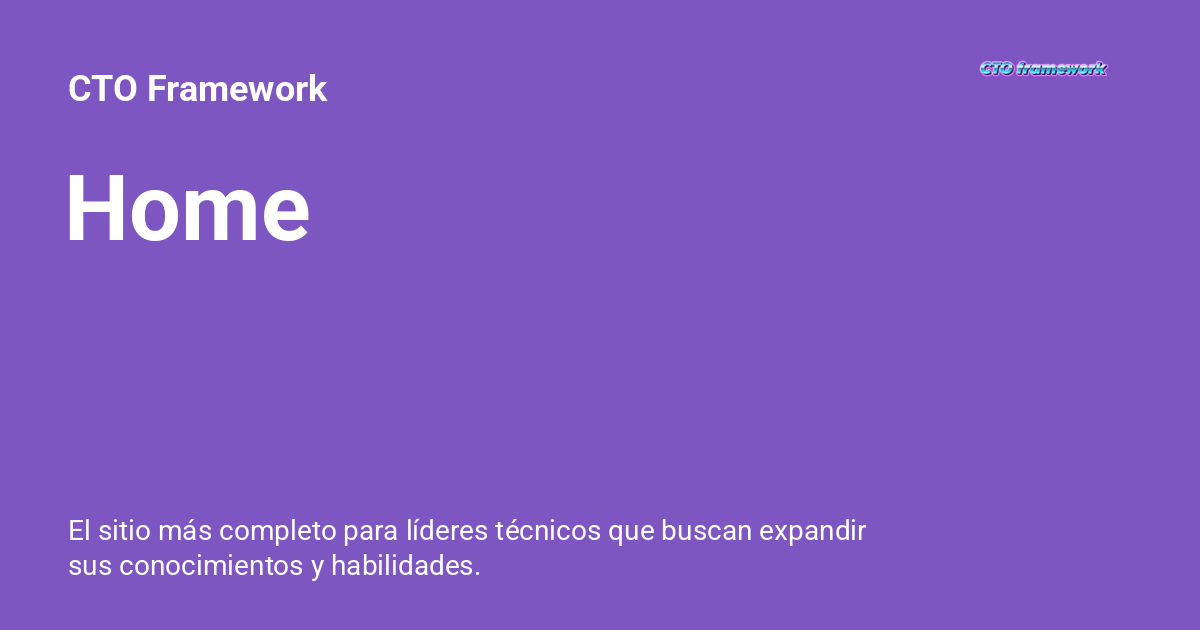 CTO Framework
CTO framework
Home
El sitio más completo para líderes técnicos que buscan expandir
sus conocimientos y habilidades.